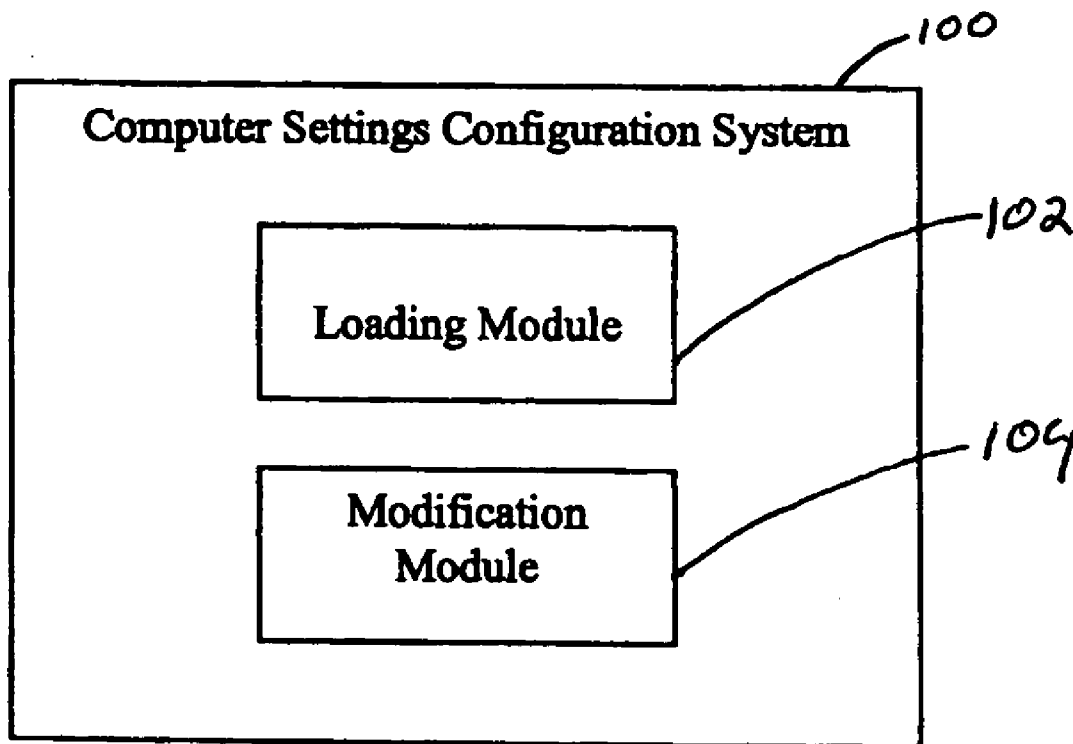 100
Computer Settings Configuration System
102
Loading Module
104
Modification
Module